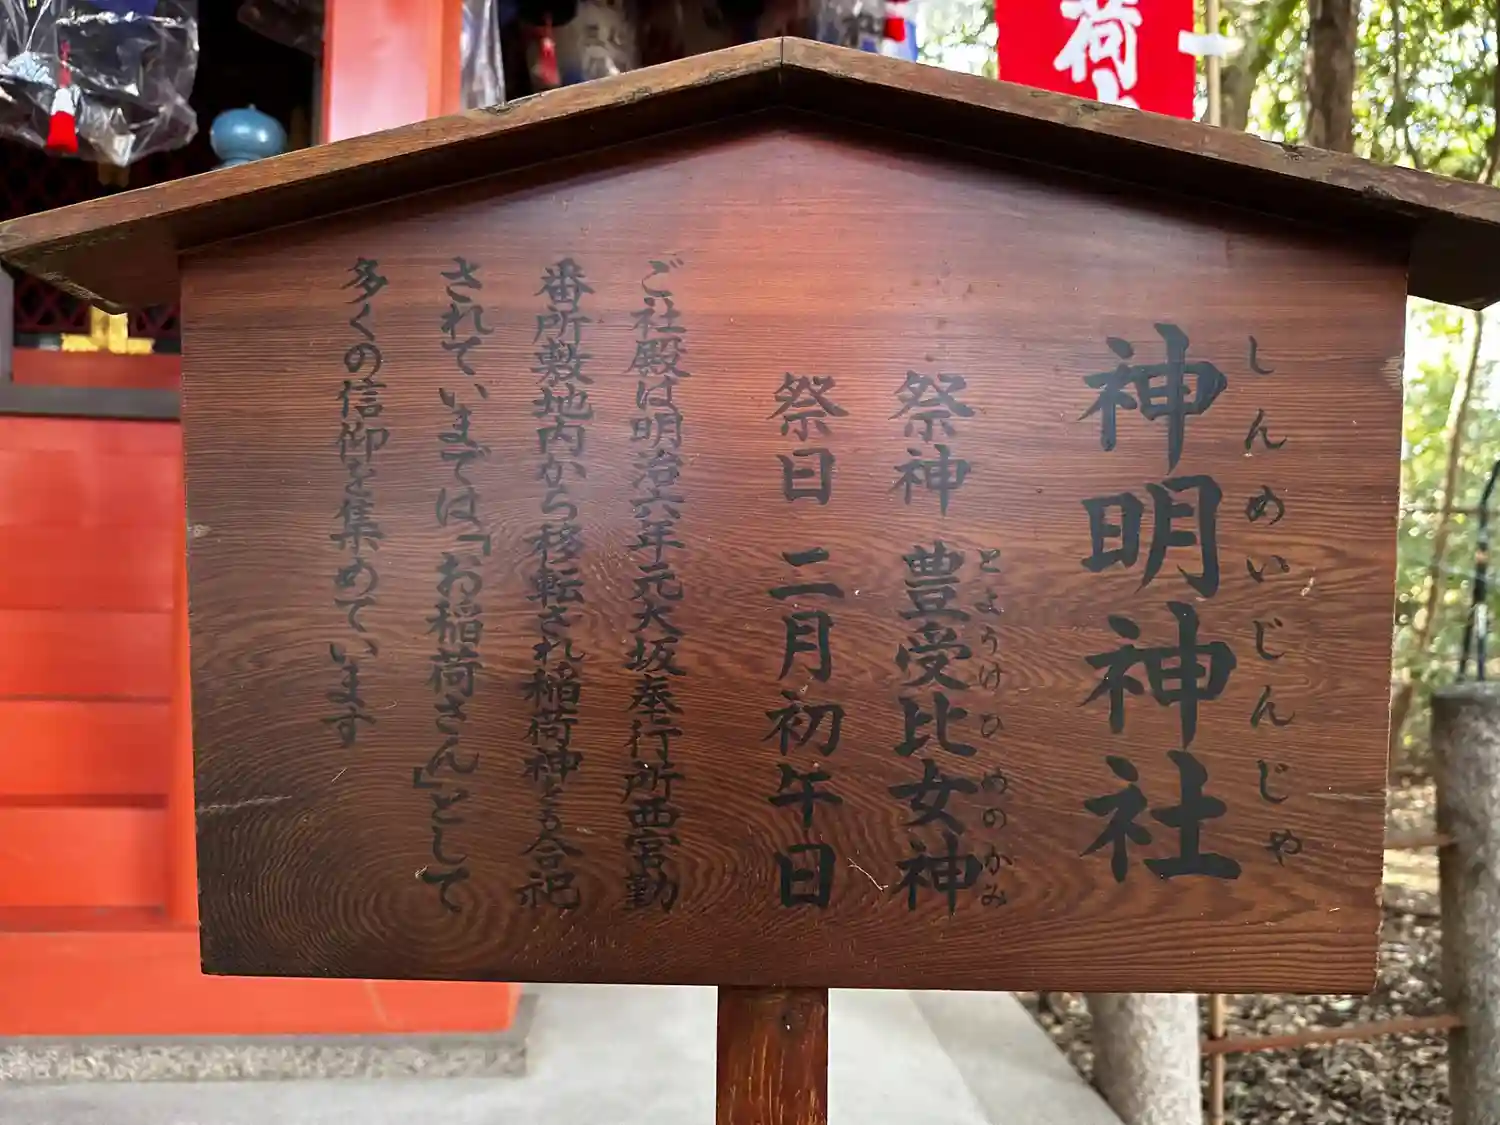 しんめいじんじゃ
神明神社
とようけひめのかみ
祭神 豊受比女神
祭日 二月初午日
ご社殿は明治六年元大坂奉行所西宮勤
番所敷地内から移転され稲荷神と合祀
されていまでは「お稲荷さん」として
多くの信仰を集めています
荷